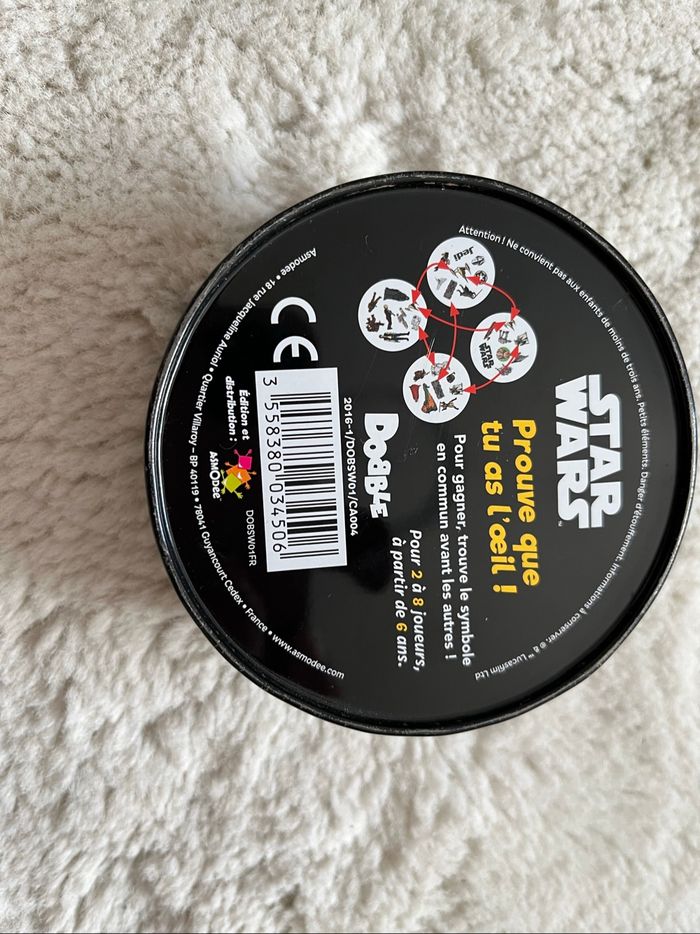 Attention ! Ne convient pas aux enfants de moins de trois ans. Petits éléments. Danger d'étouffement. Informations à conserver. ® & ™ Lucasfilm Ltd
STAR
WARS™
Prouve que
tu as l'œil !
Pour gagner, trouve le symbole
en commun avant les autres !
Jedi
STAR
WARS
DOBBLE
Pour 2 à 8 joueurs,
à partir de 6 ans.
2016-1/DOBSW01/CA004
3 558380 034506
CE
DOBSW01FR
Édition et
distribution :
ASMODee
Asmodee • 18 rue Jacqueline Auriol • Quartier Villaroy – BP 40119 • 78041 Guyancourt Cedex • France • www.asmodee.com